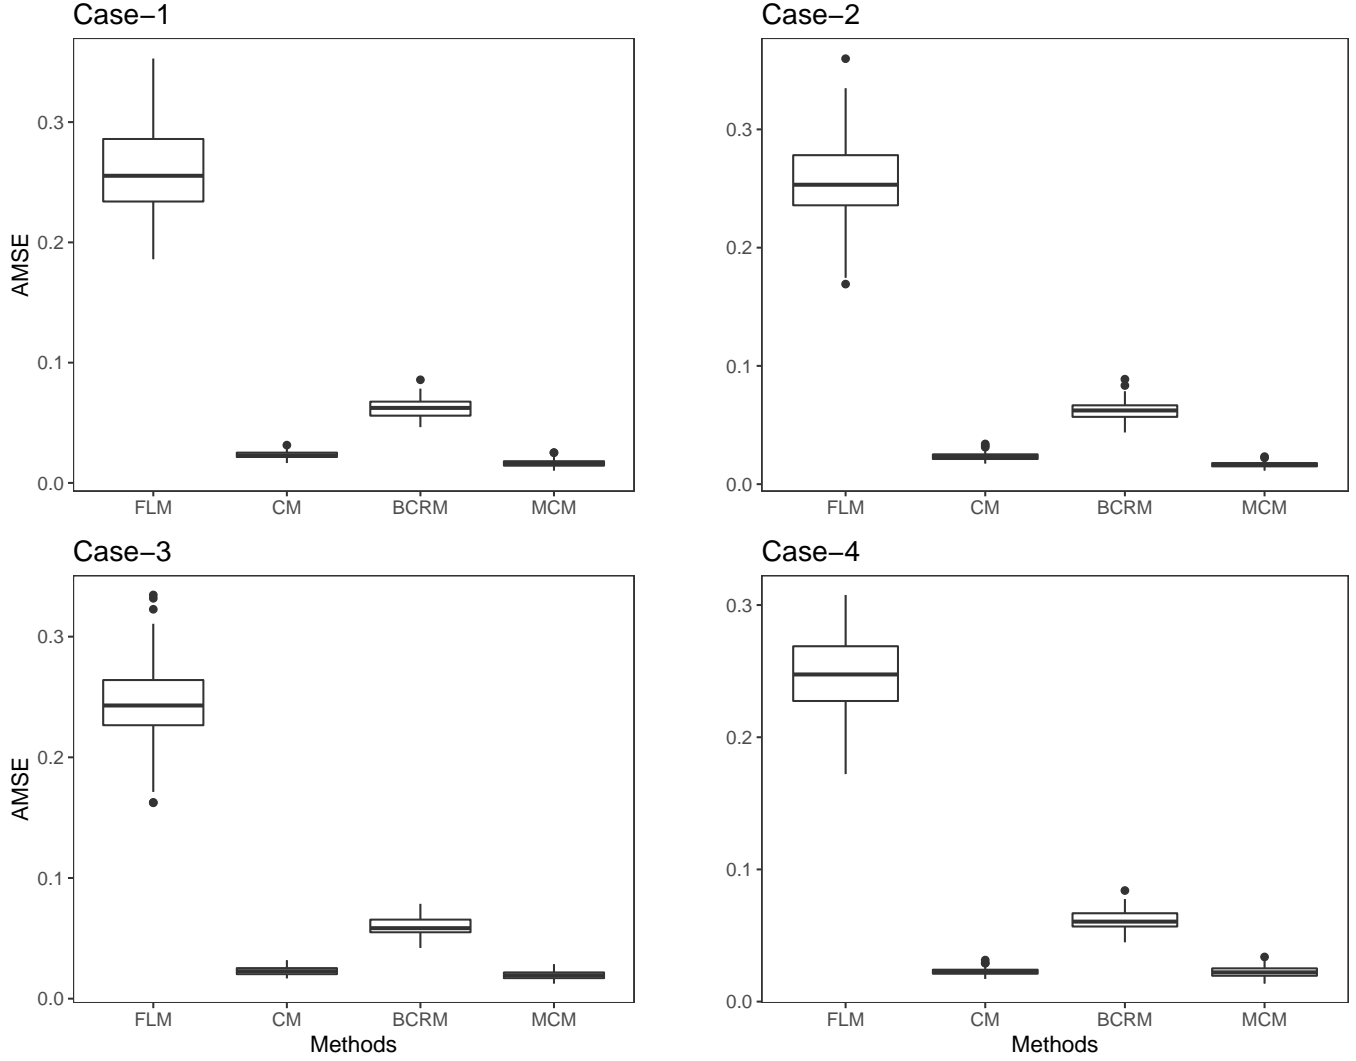 Case−1
AMSE
0.3
0.2
0.1
0.0
FLM CM BCRM MCM
Case−2
0.3
0.2
0.1
0.0
FLM CM BCRM MCM
Case−3
AMSE
0.3
0.2
0.1
0.0
FLM CM BCRM MCM
Methods
Case−4
0.3
0.2
0.1
0.0
FLM CM BCRM MCM
Methods